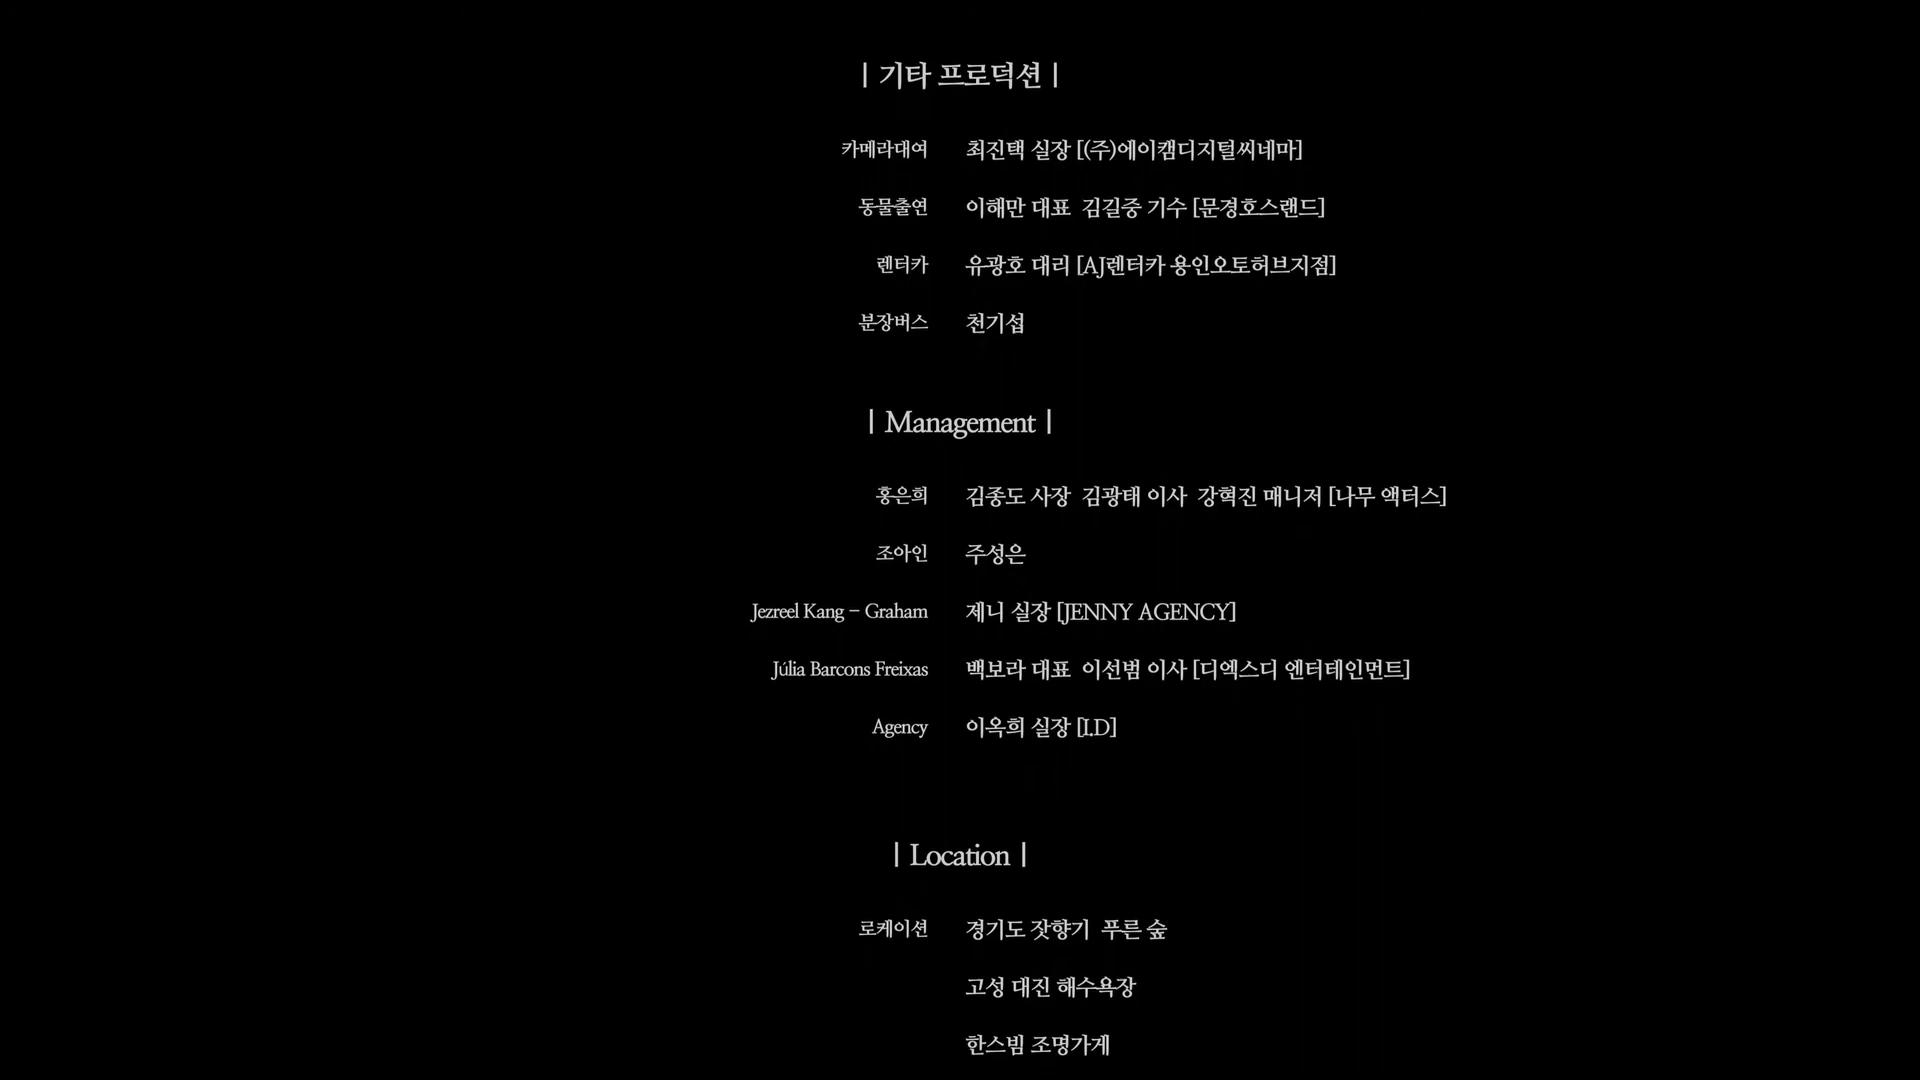 | 기타 프로덕션 |
카메라대여 최진택 실장 [(주)에이캠디지털씨네마]
동물출연 이해만 대표 김길중 기수 [문경호스랜드]
렌터카 유광호 대리 [AJ렌터카 용인오토허브지점]
분장버스 천기섭
| Management |
홍은희 김종도 사장 김광태 이사 강혁진 매니저 [나무 액터스]
조아인 주성은
Jezreel Kang - Graham 제니 실장 [JENNY AGENCY]
Júlia Barcons Freixas 백보라 대표 이선범 이사 [디엑스디 엔터테인먼트]
Agency 이옥희 실장 [I.D]
| Location |
로케이션 경기도 잣향기 푸른 숲
고성 대진 해수욕장
한스빔 조명가게